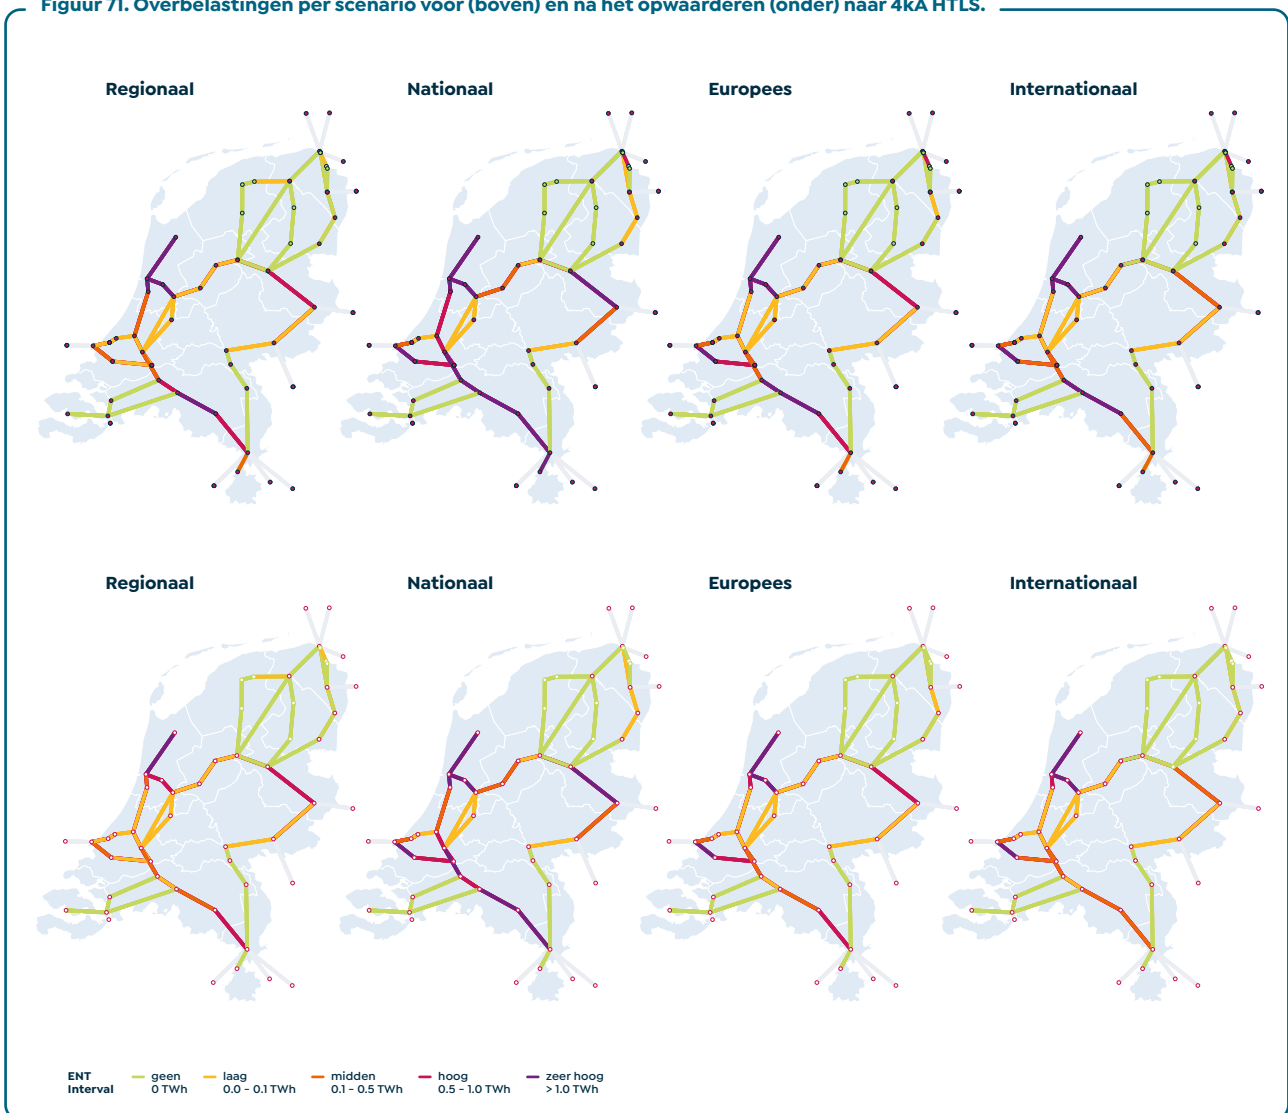 Figuur 71. Overbelastingen per scenario voor (boven) en na het opwaarderen (onder) naar 4kA HTLS.
Regionaal Nationaal Europees Internationaal
Regionaal Nationaal Europees Internationaal
ENT geen laag midden hoog zeer hoog
Interval 0 TWh 0.0 - 0.1 TWh 0.1 - 0.5 TWh 0.5 - 1.0 TWh > 1.0 TWh